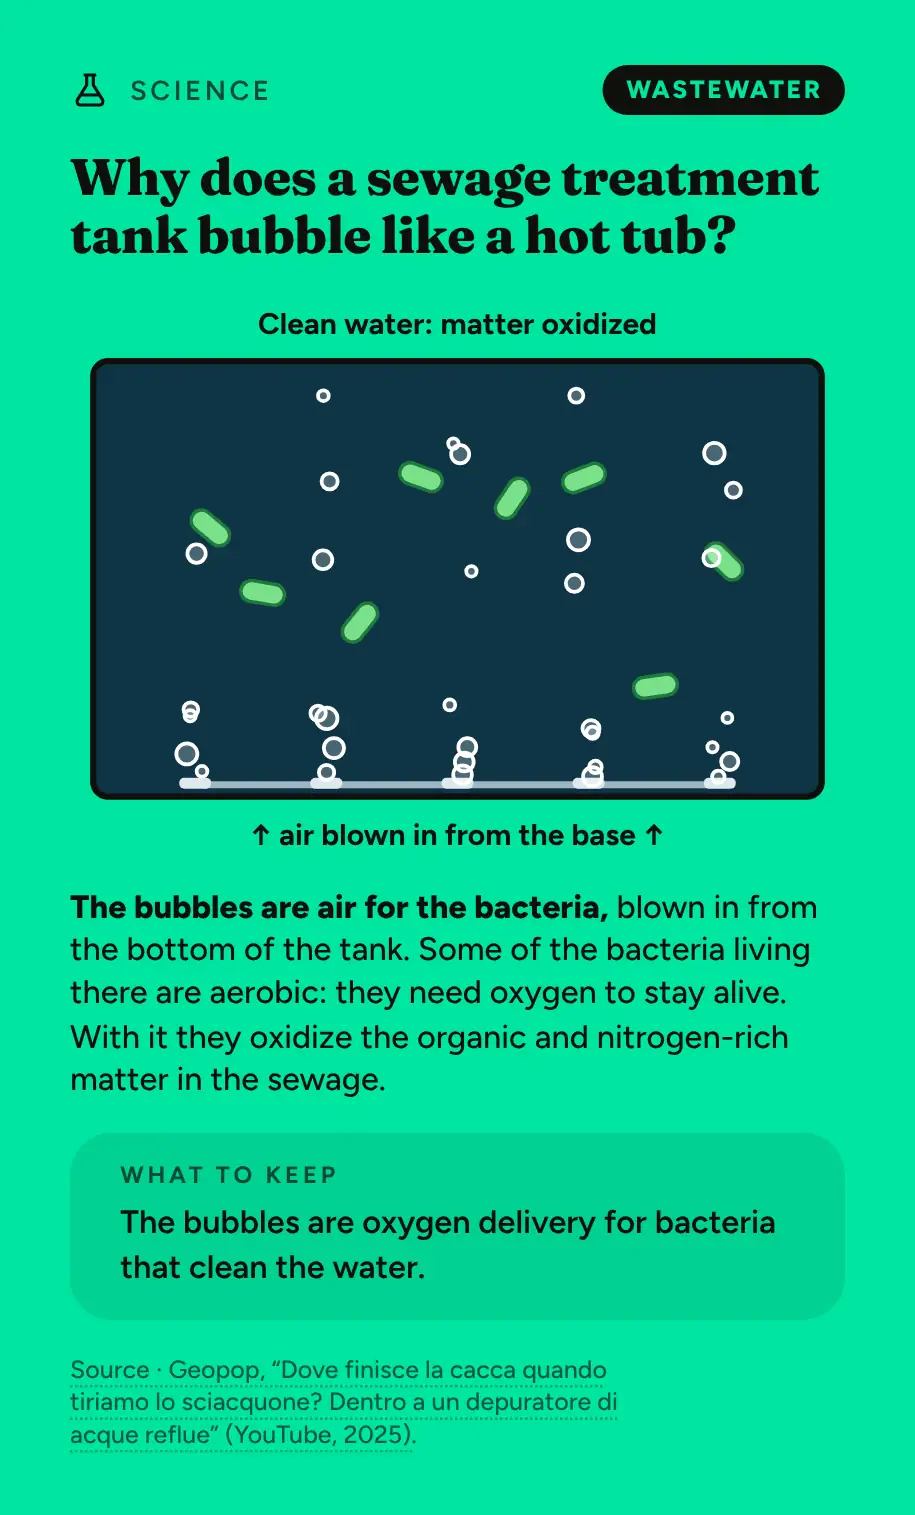 SCIENCE
WASTEWATER
Why does a sewage treatment
tank bubble like a hot tub?
Clean water: matter oxidized
↑ air blown in from the base ↑
The bubbles are air for the bacteria, blown in from
the bottom of the tank. Some of the bacteria living
there are aerobic: they need oxygen to stay alive.
With it they oxidize the organic and nitrogen-rich
matter in the sewage.
WHAT TO KEEP
The bubbles are oxygen delivery for bacteria
that clean the water.
Source · Geopop, “Dove finisce la cacca quando
tiriamo lo sciacquone? Dentro a un depuratore di
acque reflue” (YouTube, 2025).